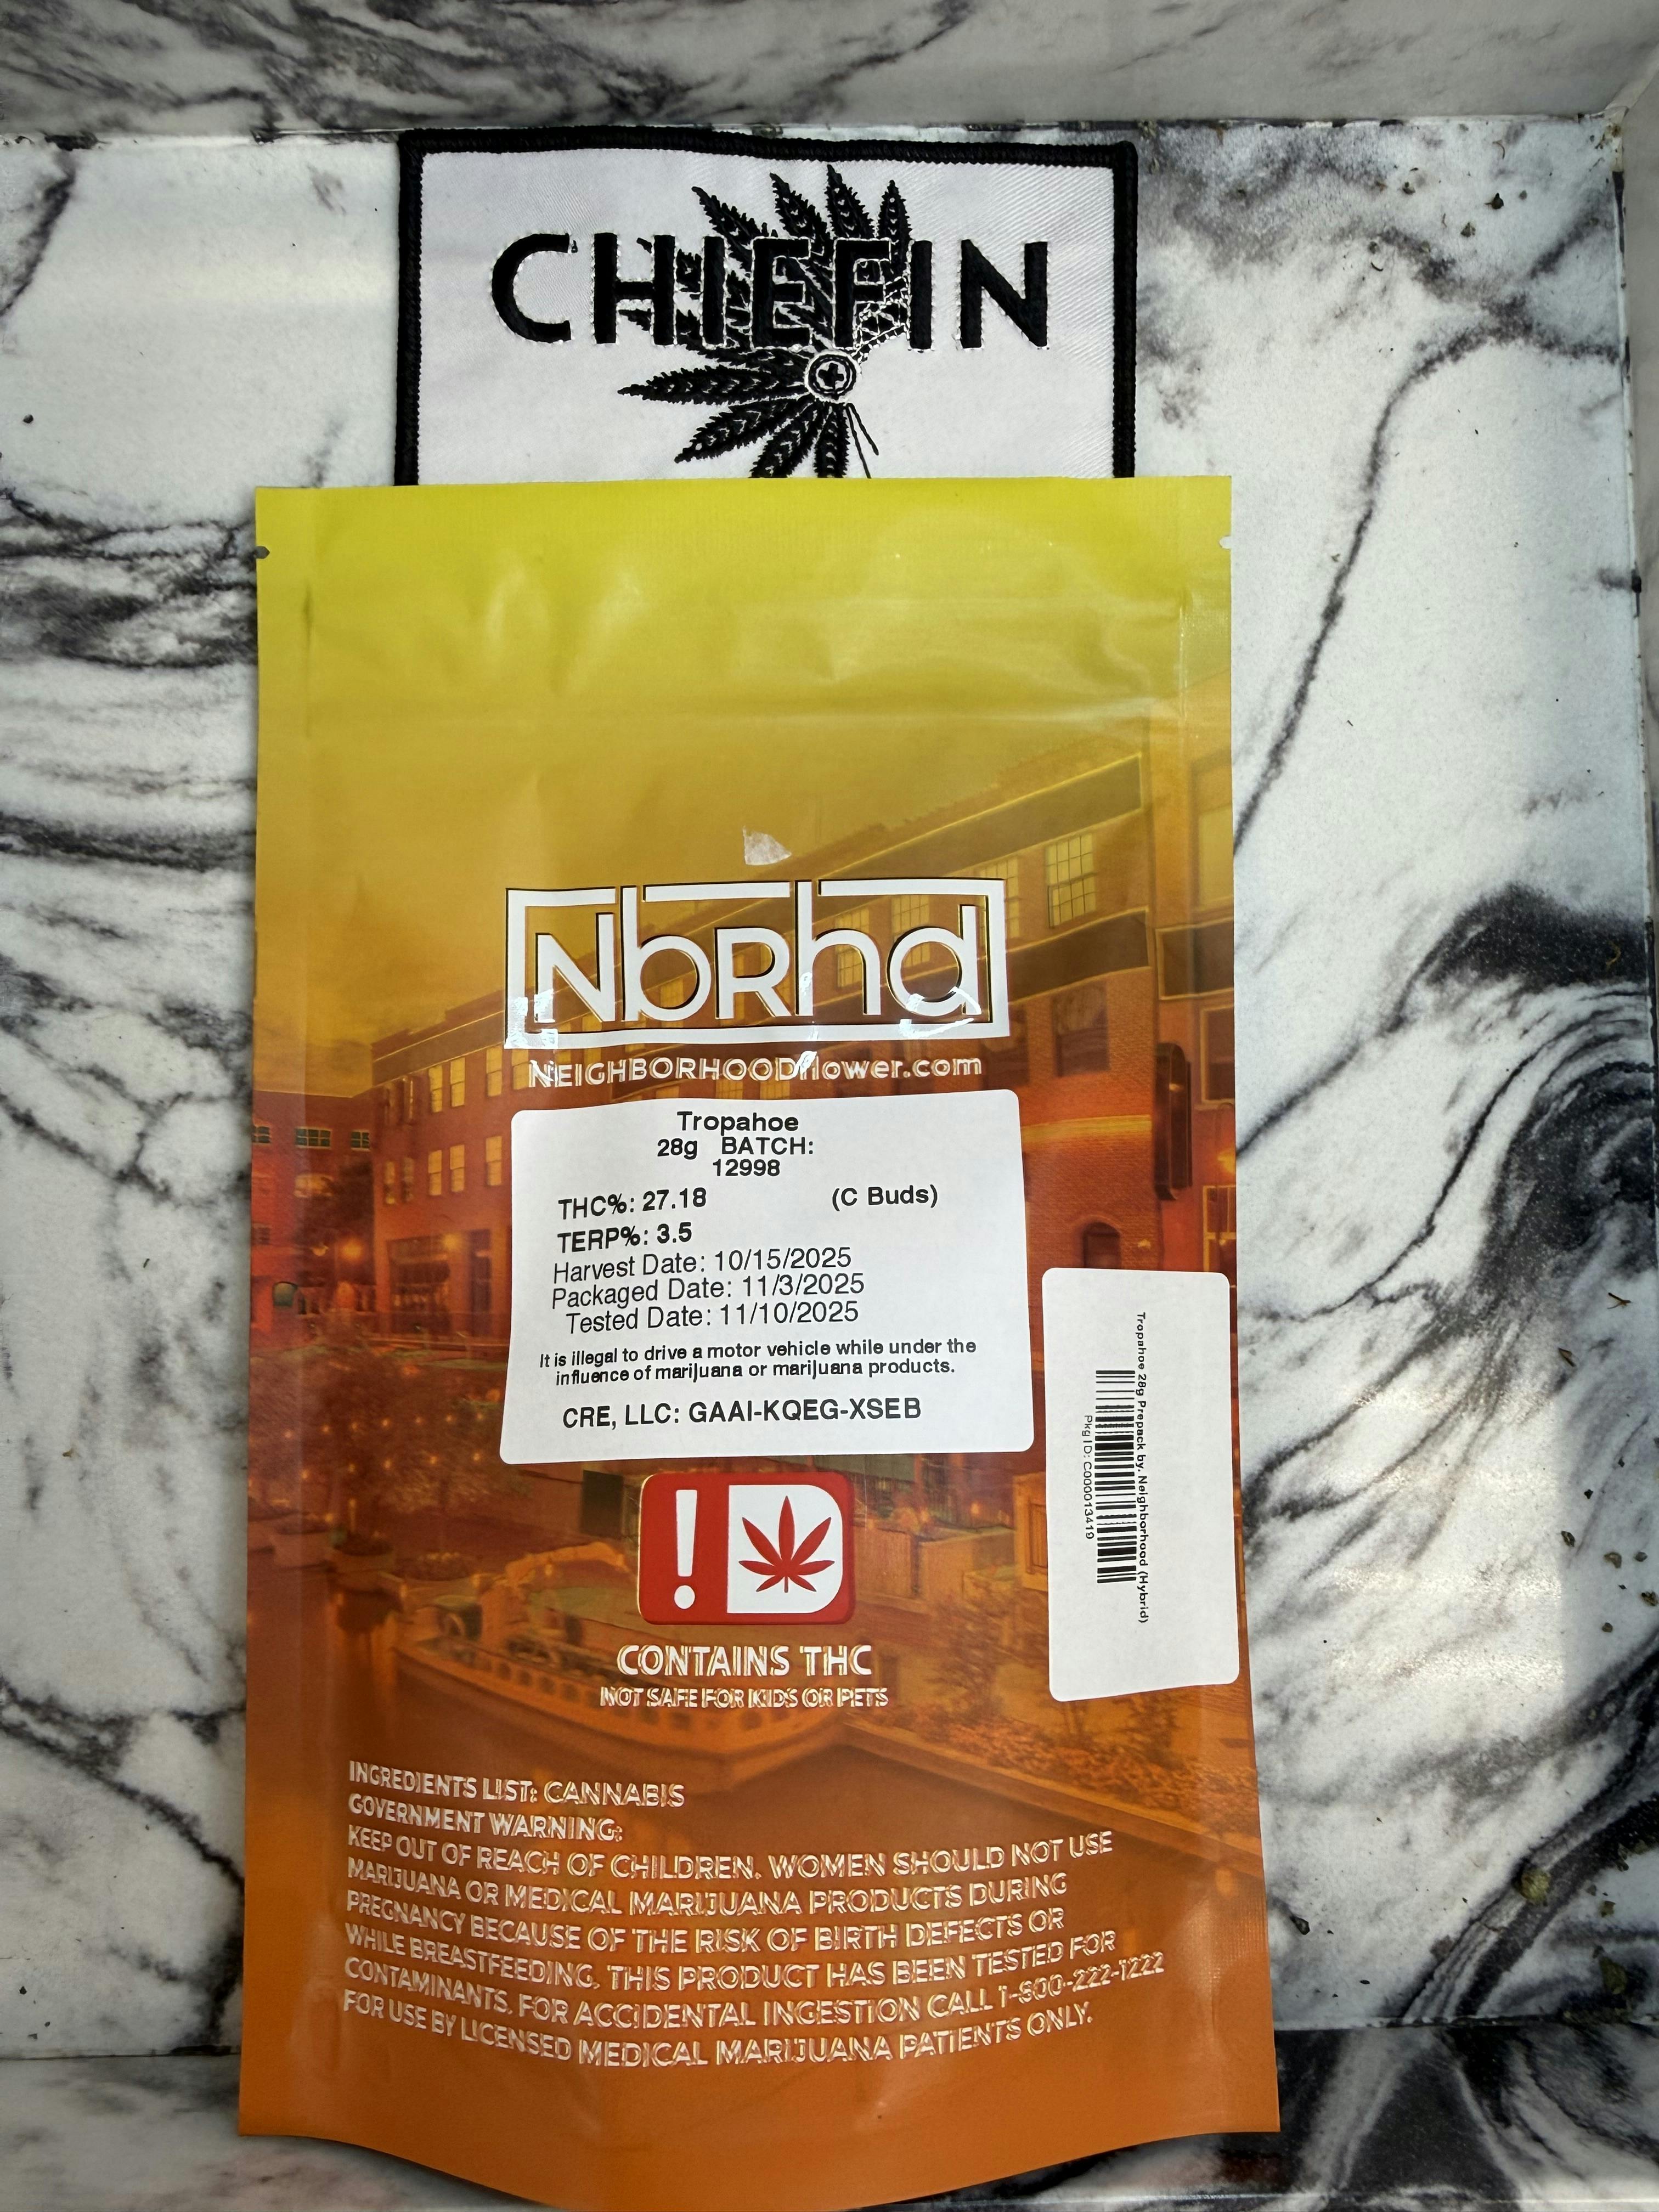 CHIEFIN
NbRhd
NEIGHBORHOODflower.com
Tropahoe
28g BATCH:
12998
THC%: 27.18 (C Buds)
TERP%: 3.5
Harvest Date: 10/15/2025
Packaged Date: 11/3/2025
Tested Date: 11/10/2025
It is illegal to drive a motor vehicle while under the
influence of marijuana or marijuana products.
CRE, LLC: GAAI-KQEG-XSEB
Tropahoe 28g Prepack by. Neighborhood (Hybrid)
Pkg ID: C000013419
!
CONTAINS THC
NOT SAFE FOR KIDS OR PETS
INGREDIENTS LIST: CANNABIS
GOVERNMENT WARNING:
KEEP OUT OF REACH OF CHILDREN. WOMEN SHOULD NOT USE
MARIJUANA OR MEDICAL MARIJUANA PRODUCTS DURING
PREGNANCY BECAUSE OF THE RISK OF BIRTH DEFECTS OR
WHILE BREASTFEEDING. THIS PRODUCT HAS BEEN TESTED FOR
CONTAMINANTS. FOR ACCIDENTAL INGESTION CALL 1-800-222-1222
FOR USE BY LICENSED MEDICAL MARIJUANA PATIENTS ONLY.